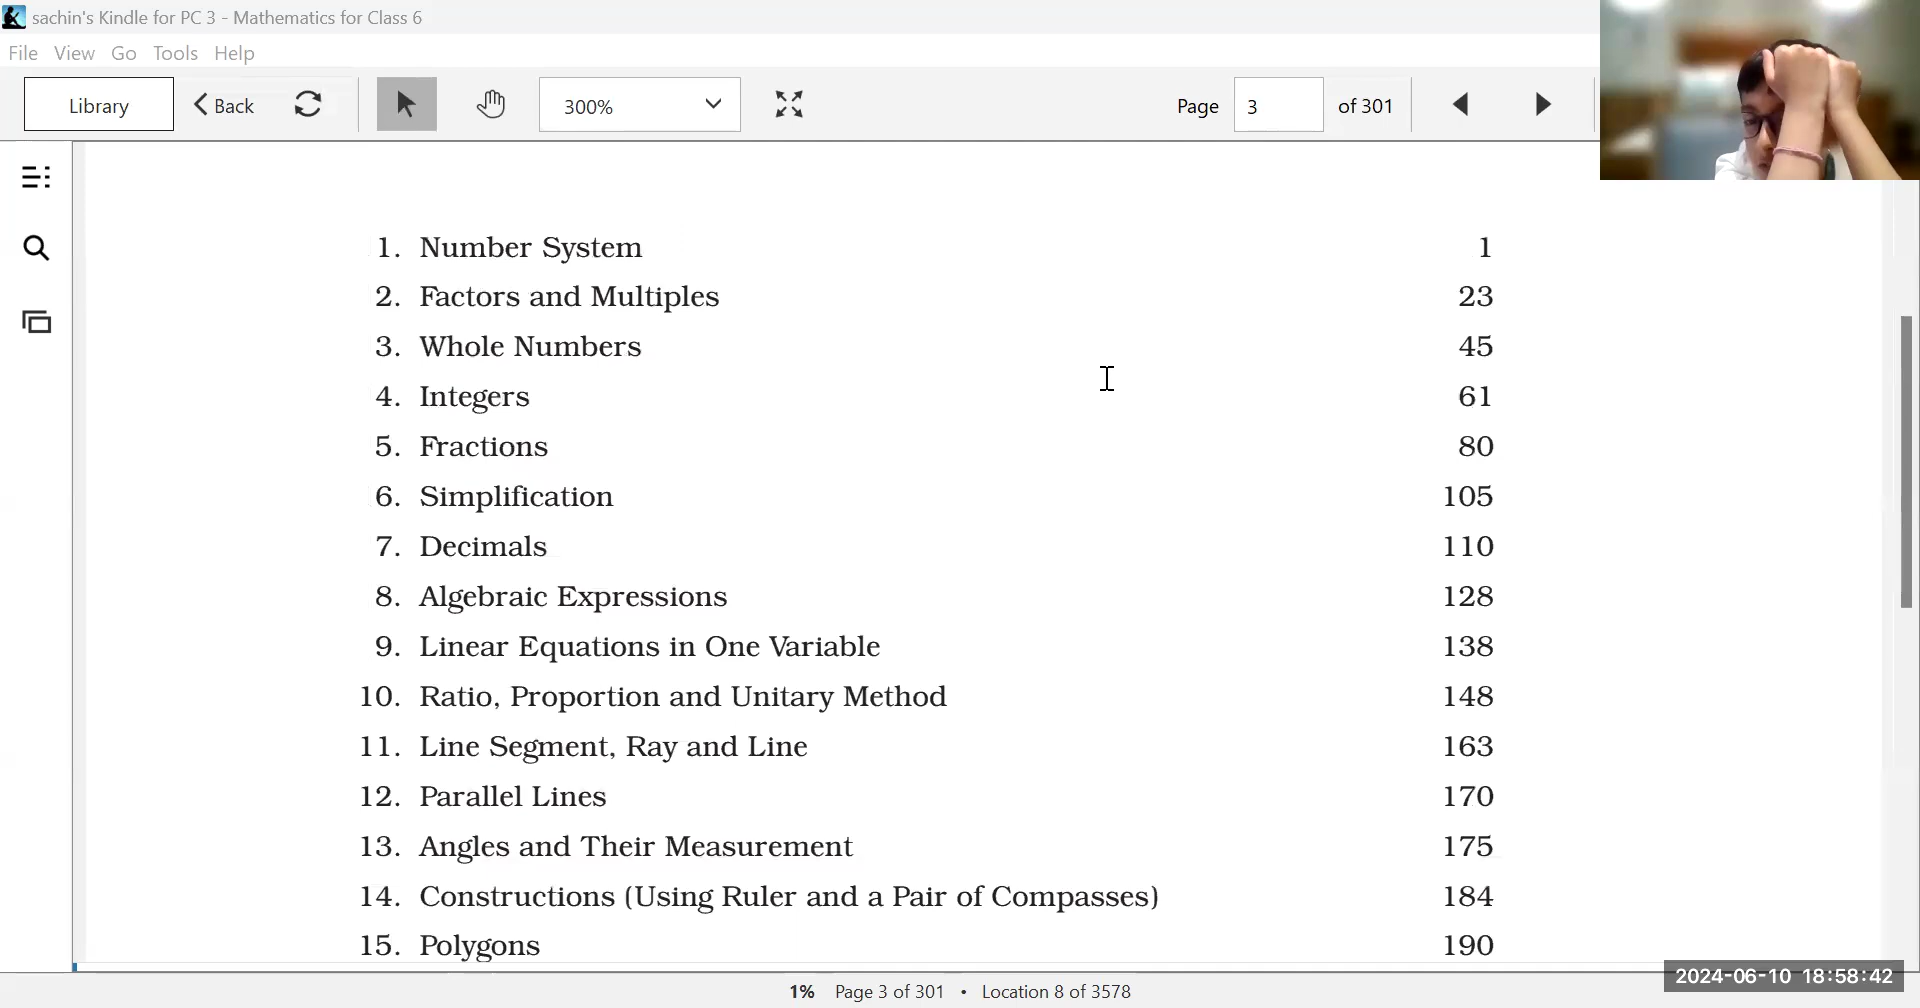 sachin's Kindle for PC 3 - Mathematics for Class 6
File View Go Tools Help
Library Back 300% Page 3 of 301
1. Number System 1
2. Factors and Multiples 23
3. Whole Numbers 45
4. Integers 61
5. Fractions 80
6. Simplification 105
7. Decimals 110
8. Algebraic Expressions 128
9. Linear Equations in One Variable 138
10. Ratio, Proportion and Unitary Method 148
11. Line Segment, Ray and Line 163
12. Parallel Lines 170
13. Angles and Their Measurement 175
14. Constructions (Using Ruler and a Pair of Compasses) 184
15. Polygons 190
2024-06-10 18:58:42
1% Page 3 of 301 • Location 8 of 3578